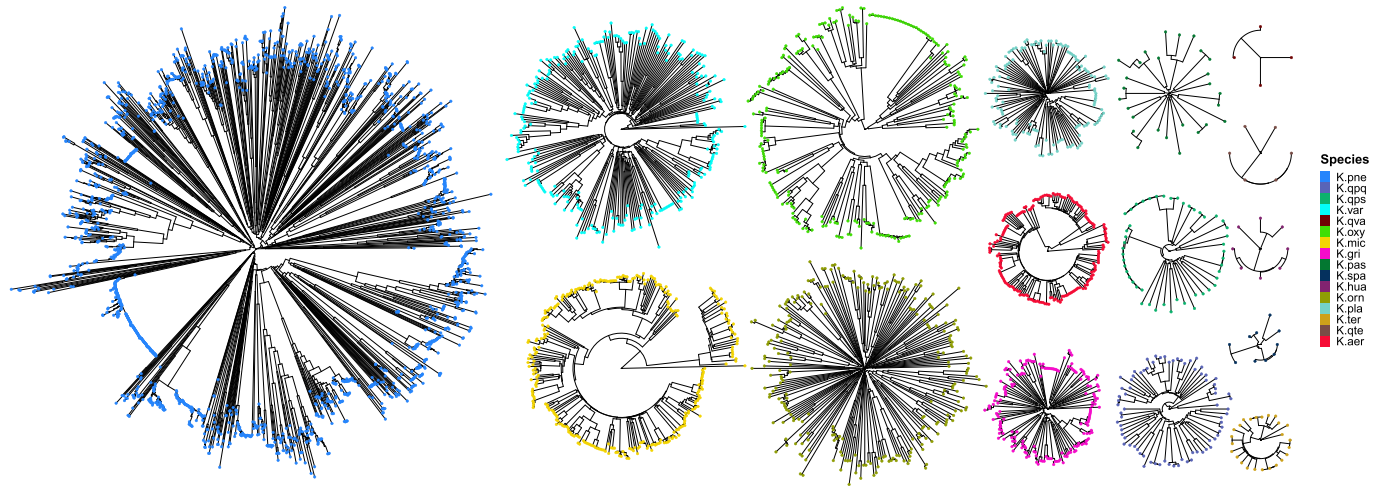 Species
K.pne
K.qpq
K.qps
K.var
K.qva
K.oxy
K.mic
K.gri
K.pas
K.spa
K.hua
K.orn
K.pla
K.ter
K.qte
K.aer